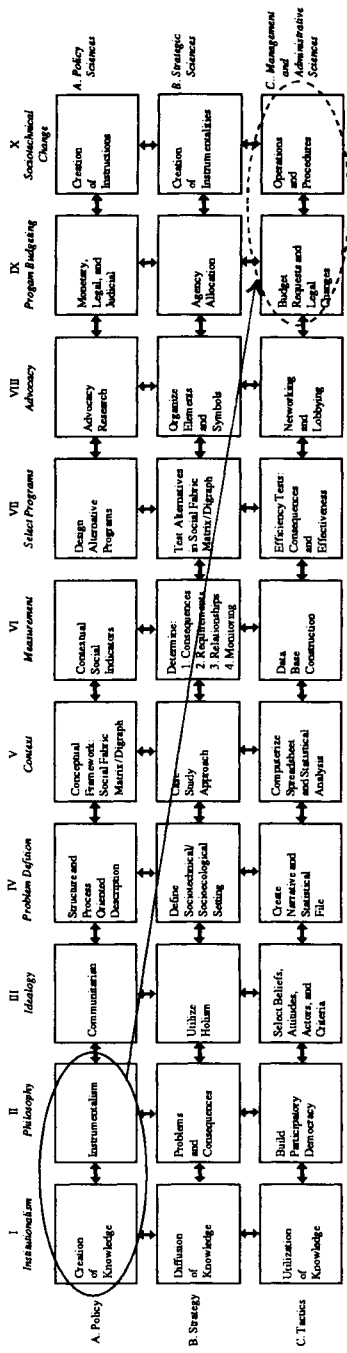 I
Institutionalism
II
Philosophy
III
Idealogy
IV
Problem Defition
V
Context
VI
Measurement
VII
Select Programs
VIII
Advocacy
IX
Progam Budgeting
X
Sociotechnical
Change
A. Policy
Creation
of
Knowledge
Instrumentalism
Communitarian
Structure and
Process
Oriented
Description
Conceptual
Framework:
Social Fabric
Matrix/Digraph
Contextual
Social
Indicators
Design
Alternative
Programs
Advocacy
Research
Monetary,
Legal, and
Judicial
Creation
of
Instructions
A. Policy
Sciences
B. Strategy
Diffusion of
Knowledge
Problems
and
Consequences
Utilize
Holism
Define
Sociotechnical/
Socioecological
Setting
Case
Study
Approach
Determine:
1. Consequences
2. Requirements
3. Relationships
4. Monitoring
Test Alternatives
in Social Fabric
Matrix/Digraph
Organize
Elements
and
Symbols
Agency
Allocation
Creation
of
Instrumentalities
B. Strategic
Sciences
C. Tactics
Utilization of
Knowledge
Build
Participatory
Democracy
Select Beliefs,
Attitudes,
Actors, and
Criteria
Create
Narrative and
Statistical
File
Computerize
Spreadsheet
and Statistical
Analysis
Data
Base
Construction
Efficiency Tests:
Consequences
and
Effectiveness
Networking
and
Lobbying
Budget
Requests and
Legal
Changes
Operations
and
Procedures
C. Management
and
Administrative
Sciences